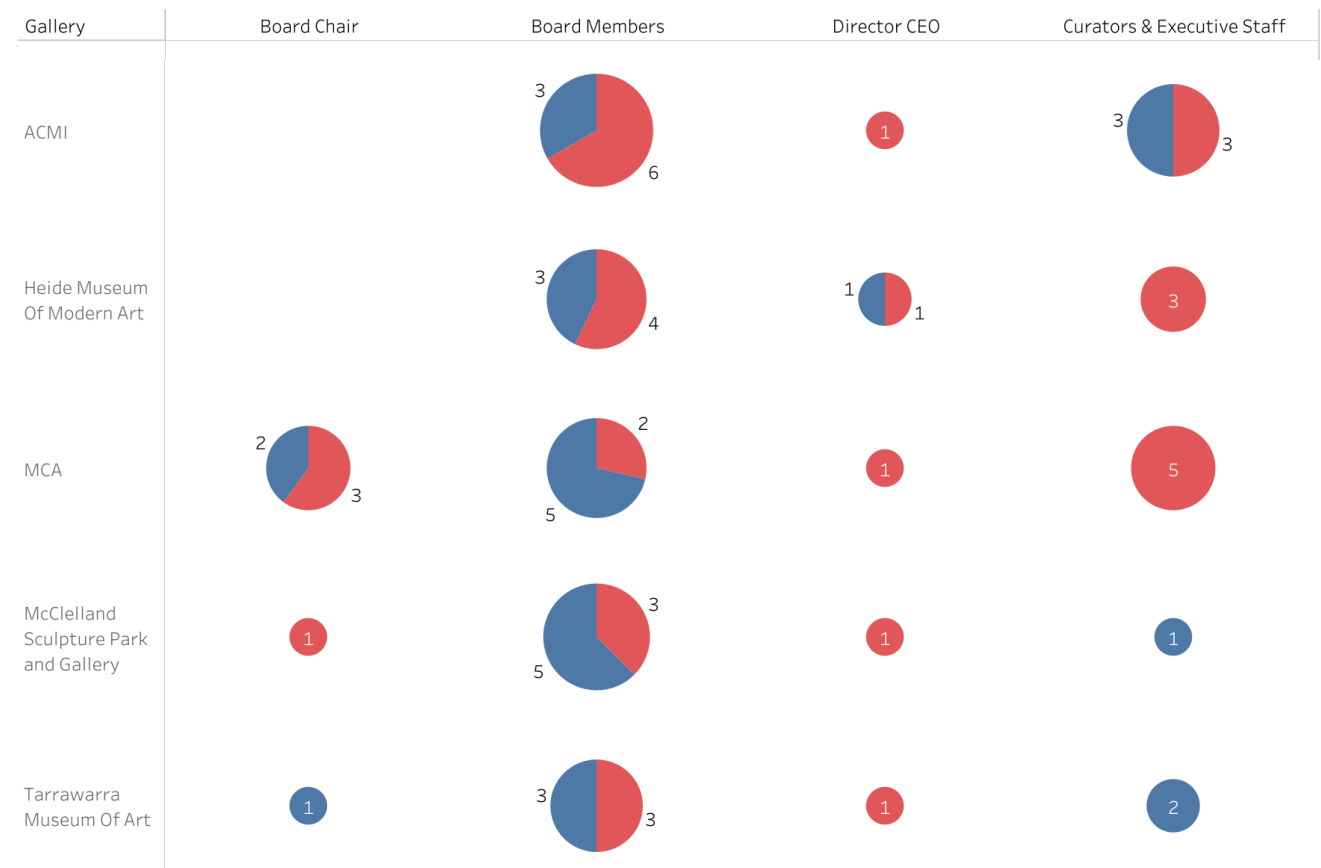 Gallery Board Chair Board Members Director CEO Curators & Executive Staff
ACMI
3
6
1
3
3
Heide Museum
Of Modern Art
3
4
1
1
3
MCA
2
3
2
5
1
5
McClelland
Sculpture Park
and Gallery
1
3
5
1
1
Tarrawarra
Museum Of Art
1
3
3
1
2